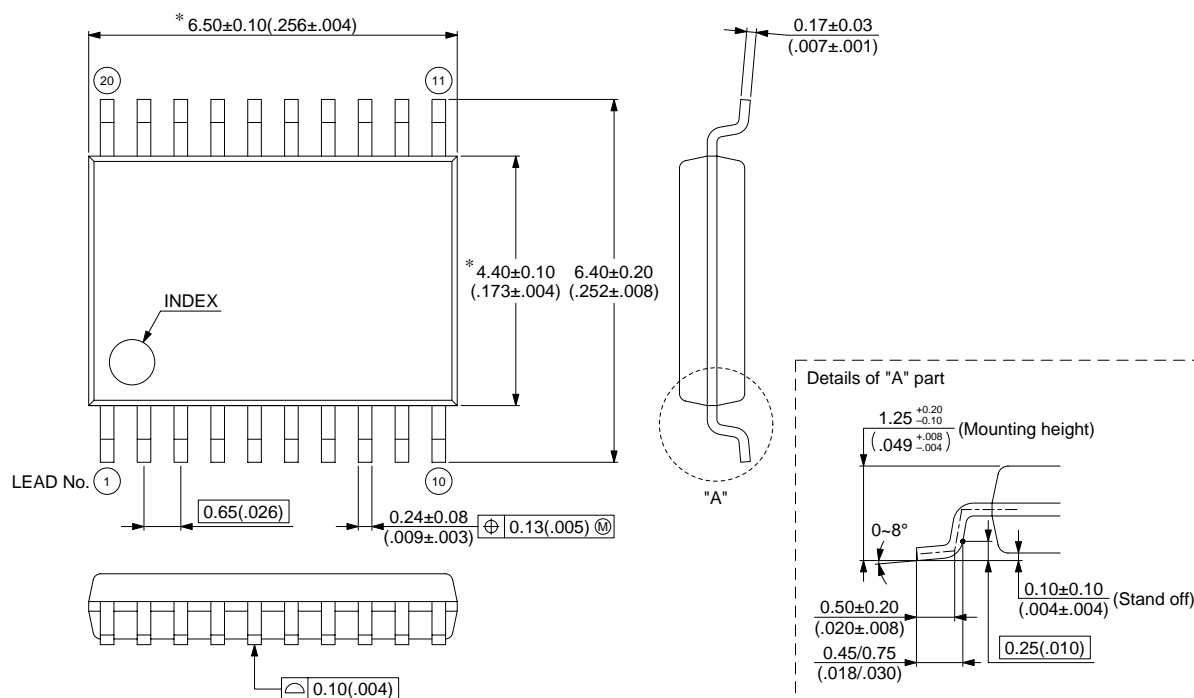 * 6.50±0.10(.256±.004)
0.17±0.03
(.007±.001)
20
11
* 4.40±0.10
(.173±.004)
6.40±0.20
(.252±.008)
INDEX
LEAD No.
1
10
"A"
0.65(.026)
0.24±0.08
(.009±.003)
⌖ 0.13(.005) Ⓜ
⌓ 0.10(.004)
Details of "A" part
1.25 +0.20 –0.10
(.049 +.008 –.004)
(Mounting height)
0~8°
0.50±0.20
(.020±.008)
0.45/0.75
(.018/.030)
0.25(.010)
0.10±0.10
(.004±.004)
(Stand off)